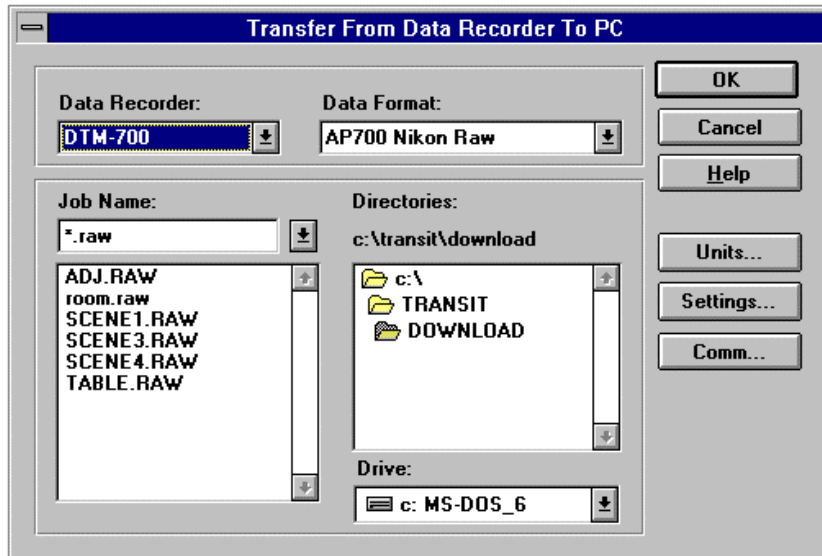 Transfer From Data Recorder To PC
Data Recorder:
DTM-700
Data Format:
AP700 Nikon Raw
OK
Cancel
Help
Job Name:
*.raw
ADJ.RAW
room.raw
SCENE1.RAW
SCENE3.RAW
SCENE4.RAW
TABLE.RAW
Directories:
c:\transit\download
c:\
TRANSIT
DOWNLOAD
Drive:
c: MS-DOS_6
Units...
Settings...
Comm...